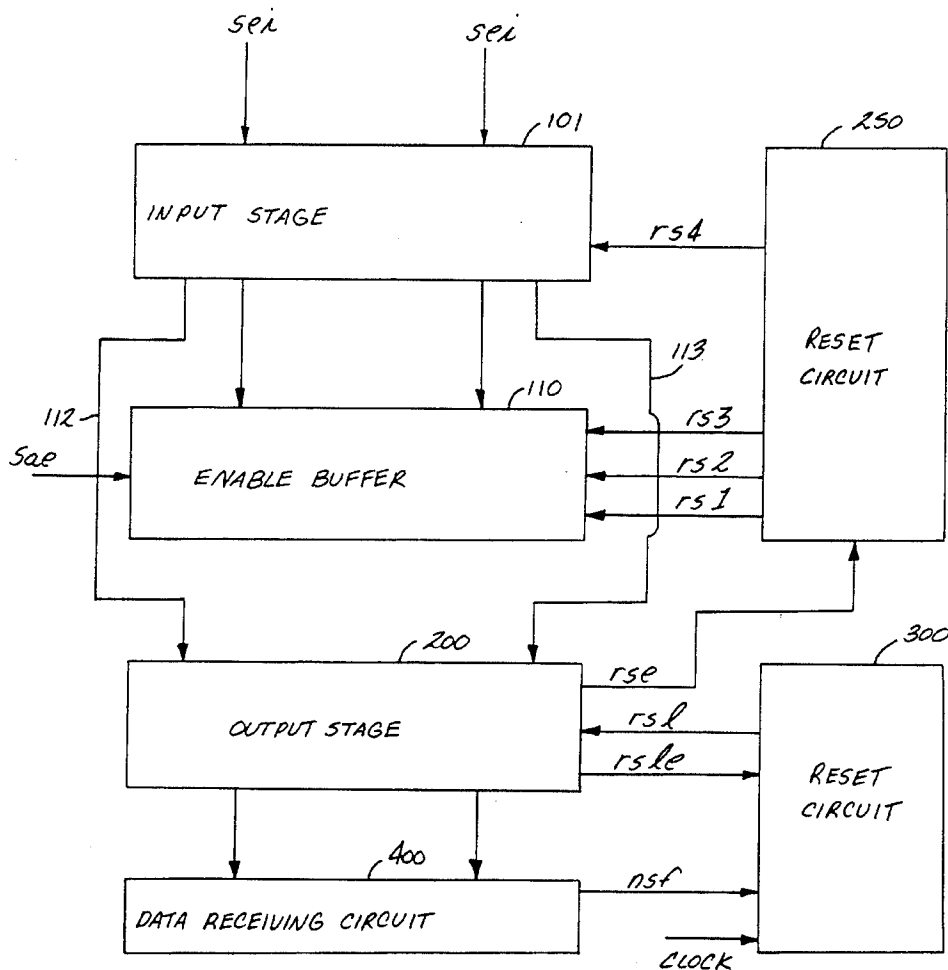 sei
sei
101
250
INPUT STAGE
rs4
RESET
CIRCUIT
113
110
112
rs3
sae
ENABLE BUFFER
rs2
rs1
200
300
rse
OUTPUT STAGE
rsl
rsle
RESET
CIRCUIT
400
nsf
DATA RECEIVING CIRCUIT
CLOCK